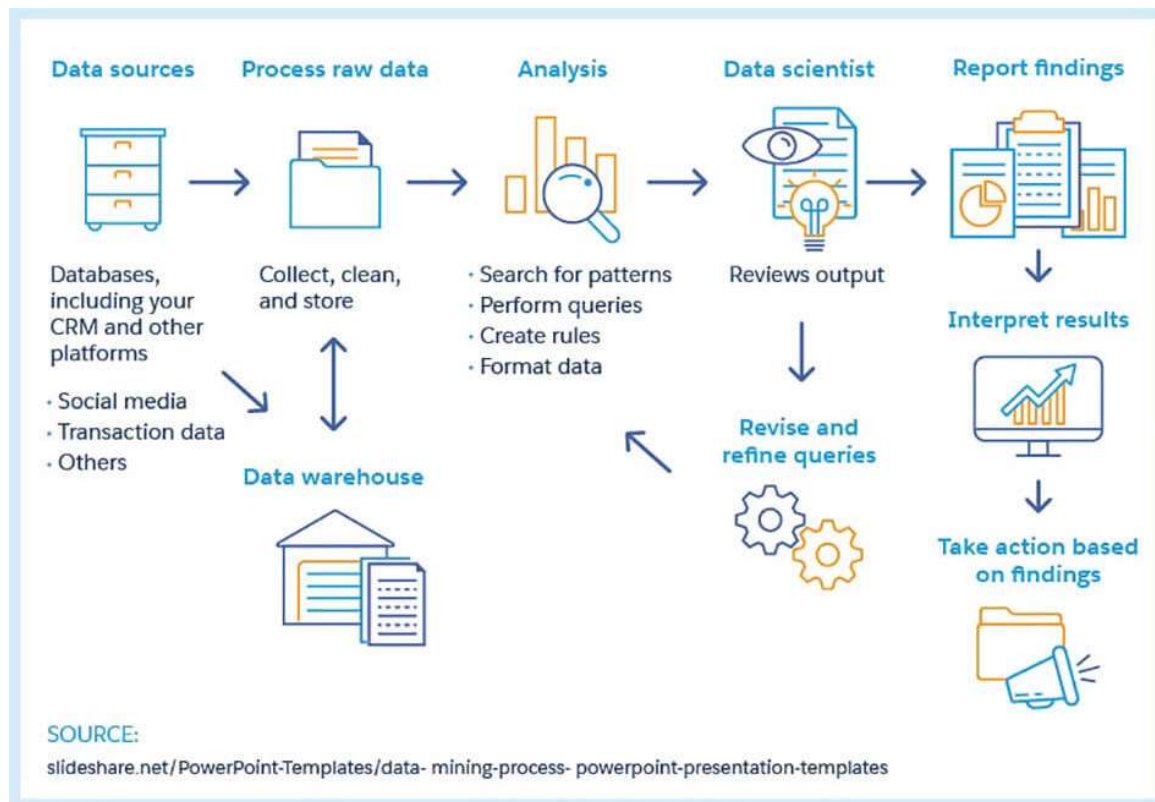 Data sources
Process raw data
Analysis
Data scientist
Report findings
Databases,
including your
CRM and other
platforms
· Social media
· Transaction data
· Others
Collect, clean,
and store
Data warehouse
· Search for patterns
· Perform queries
· Create rules
· Format data
Reviews output
Revise and
refine queries
Interpret results
Take action based
on findings
SOURCE:
slideshare.net/PowerPoint-Templates/data- mining-process- powerpoint-presentation-templates